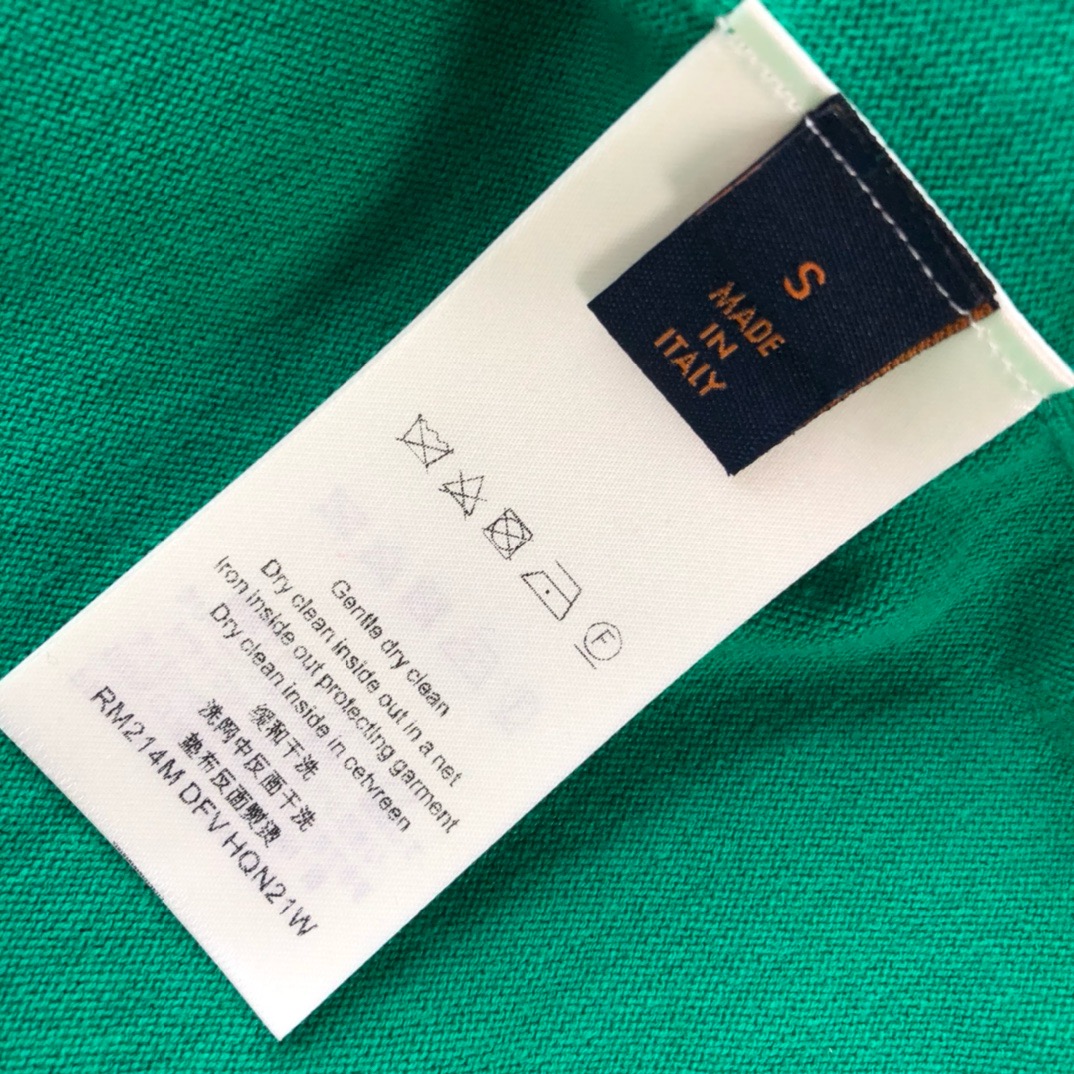 S
MADE
IN
ITALY
F
Gentle dry clean
Dry clean inside out in a net
Iron inside out protecting garment
Dry clean inside in cetvreen
缓和干洗
洗网中反面干洗
垫布反面熨烫
RM214M DFV HQN21W